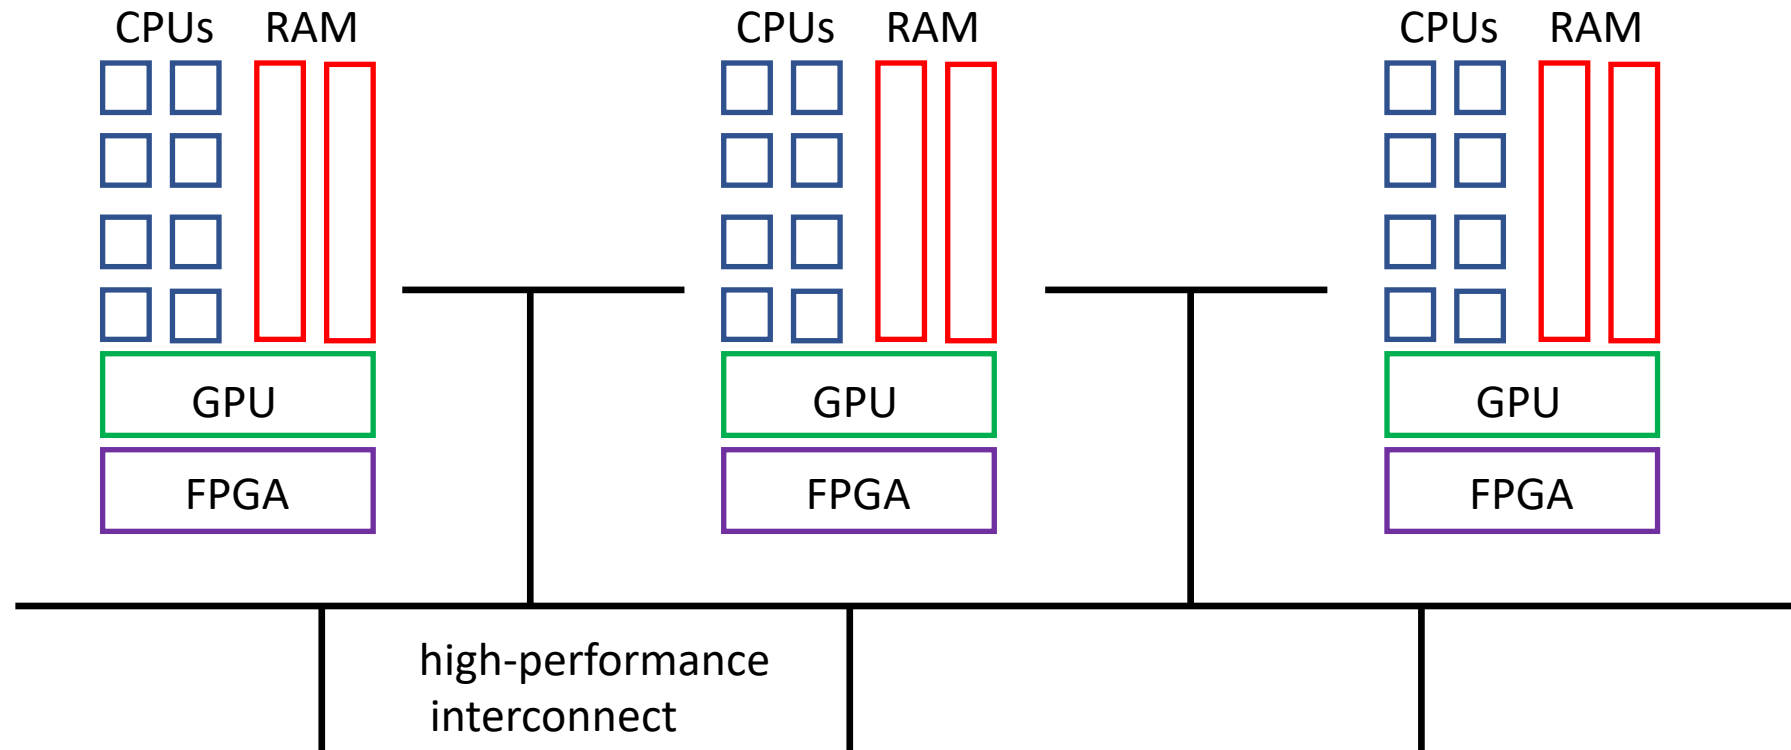 CPUs RAM
CPUs RAM
CPUs RAM
GPU
GPU
GPU
FPGA
FPGA
FPGA
high-performance
interconnect